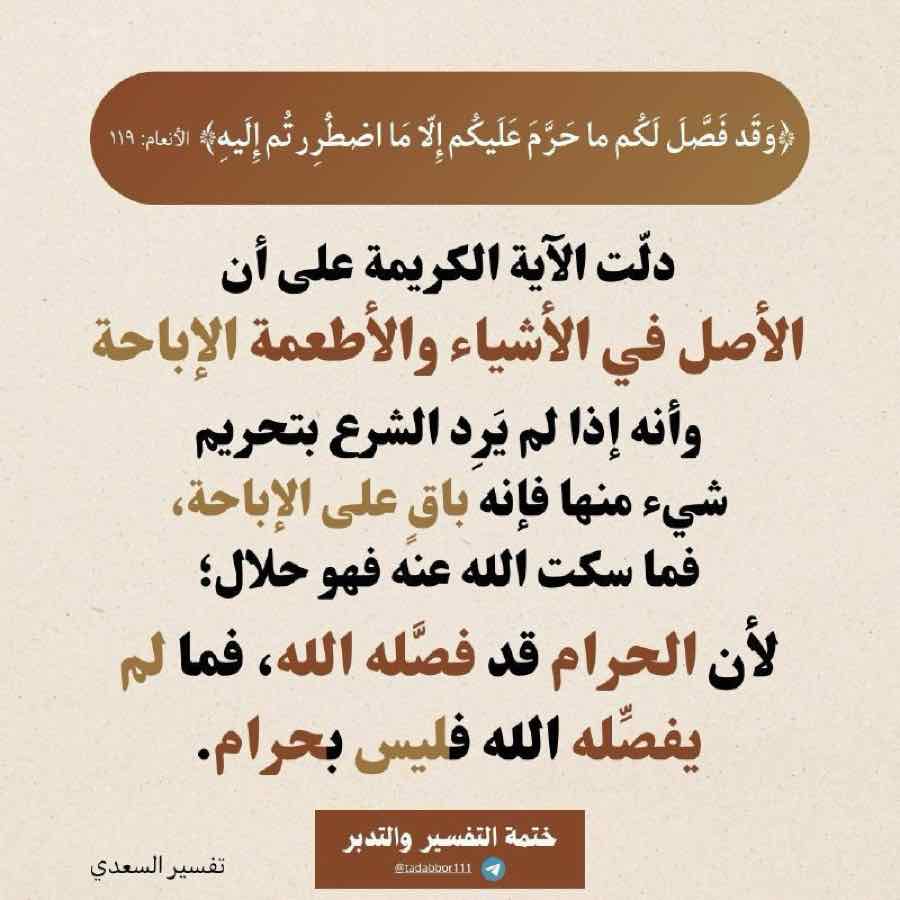 ﴿وَقَد فَصَّلَ لَكُم ما حَرَّمَ عَلَيكُم إِلّا مَا اضطُرِرتُم إِلَيهِ﴾ الأنعام: ١١٩
دلّت الآية الكريمة على أن
الأصل في الأشياء والأطعمة الإباحة
وأنه إذا لم يَرِد الشرع بتحريم
شيء منها فإنه باقٍ على الإباحة،
فما سكت الله عنه فهو حلال؛
لأن الحرام قد فصَّله الله، فما لم
يفصِّله الله فليس بحرام.
ختمة التفسير والتدبر
@tadabbor111
تفسير السعدي